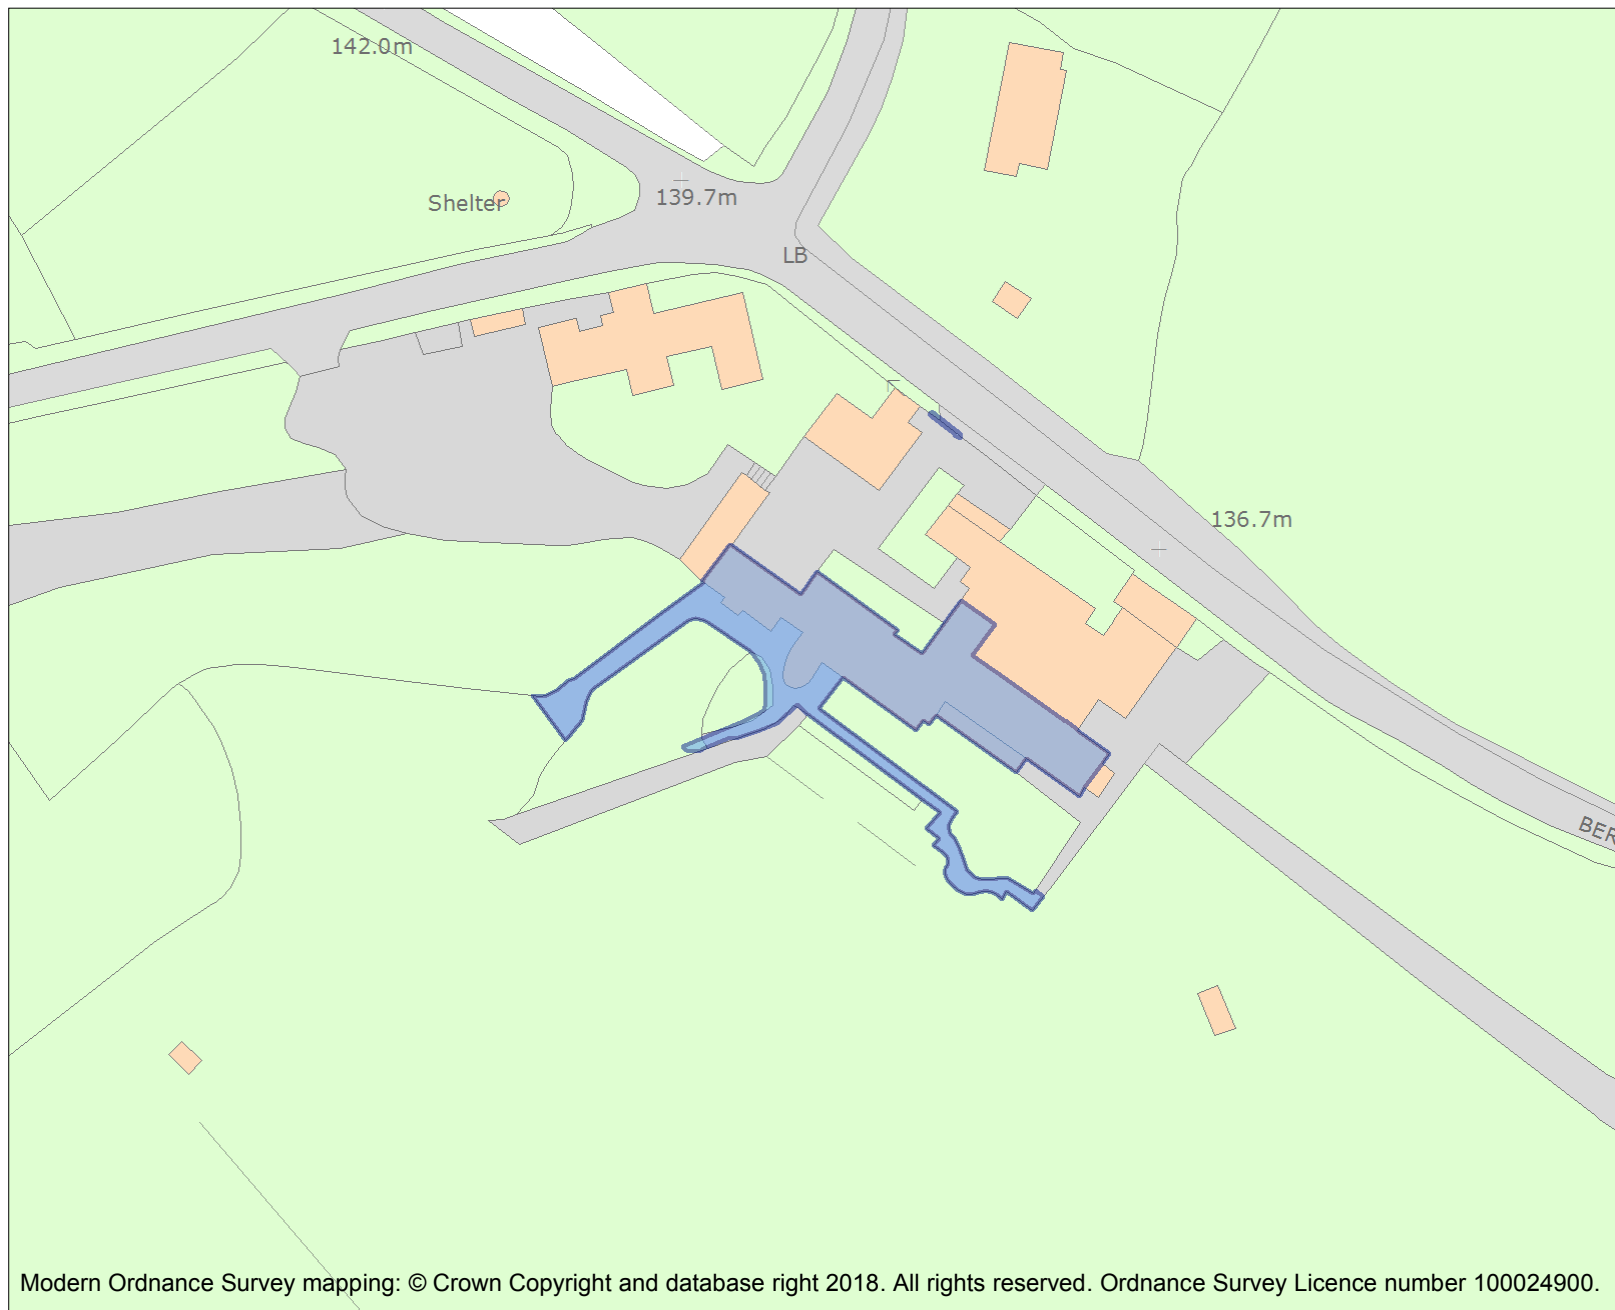 142.0m
Shelter
139.7m
LB
136.7m
BER
Modern Ordnance Survey mapping: © Crown Copyright and database right 2018. All rights reserved. Ordnance Survey Licence number 100024900.